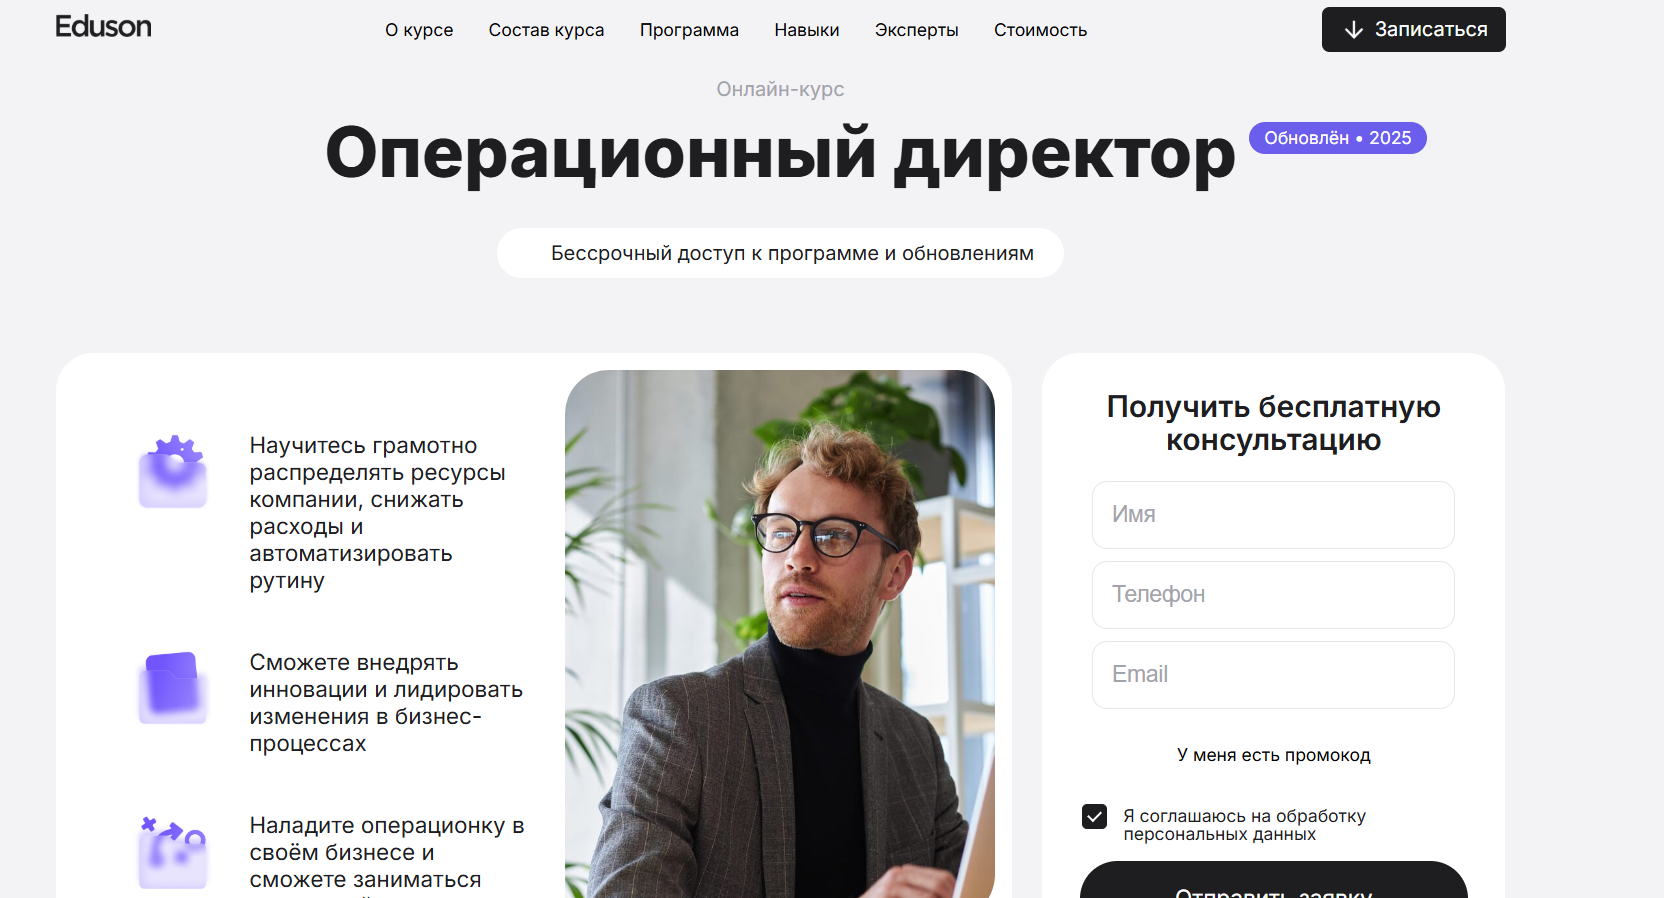 Eduson
О курсе
Состав курса
Программа
Навыки
Эксперты
Стоимость
Записаться
Онлайн-курс
Операционный директор
Обновлён • 2025
Бессрочный доступ к программе и обновлениям
Научитесь грамотно
распределять ресурсы
компании, снижать
расходы и
автоматизировать
рутину
Сможете внедрять
инновации и лидировать
изменения в бизнес-
процессах
Наладите операционку в
своём бизнесе и
сможете заниматься
Получить бесплатную
консультацию
Имя
Телефон
Email
У меня есть промокод
Я соглашаюсь на обработку
персональных данных
Отправить заявку